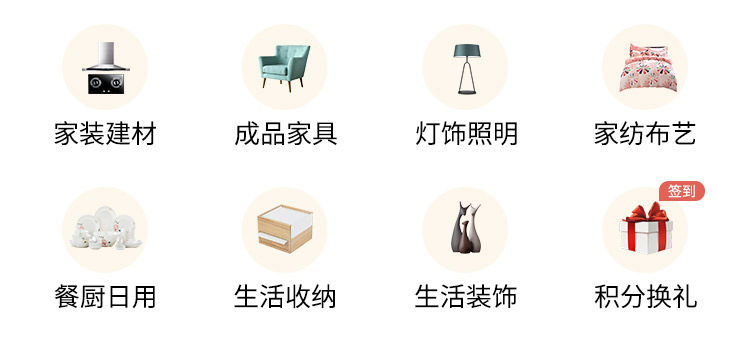 家装建材
成品家具
灯饰照明
家纺布艺
签到
餐厨日用
生活收纳
生活装饰
积分换礼